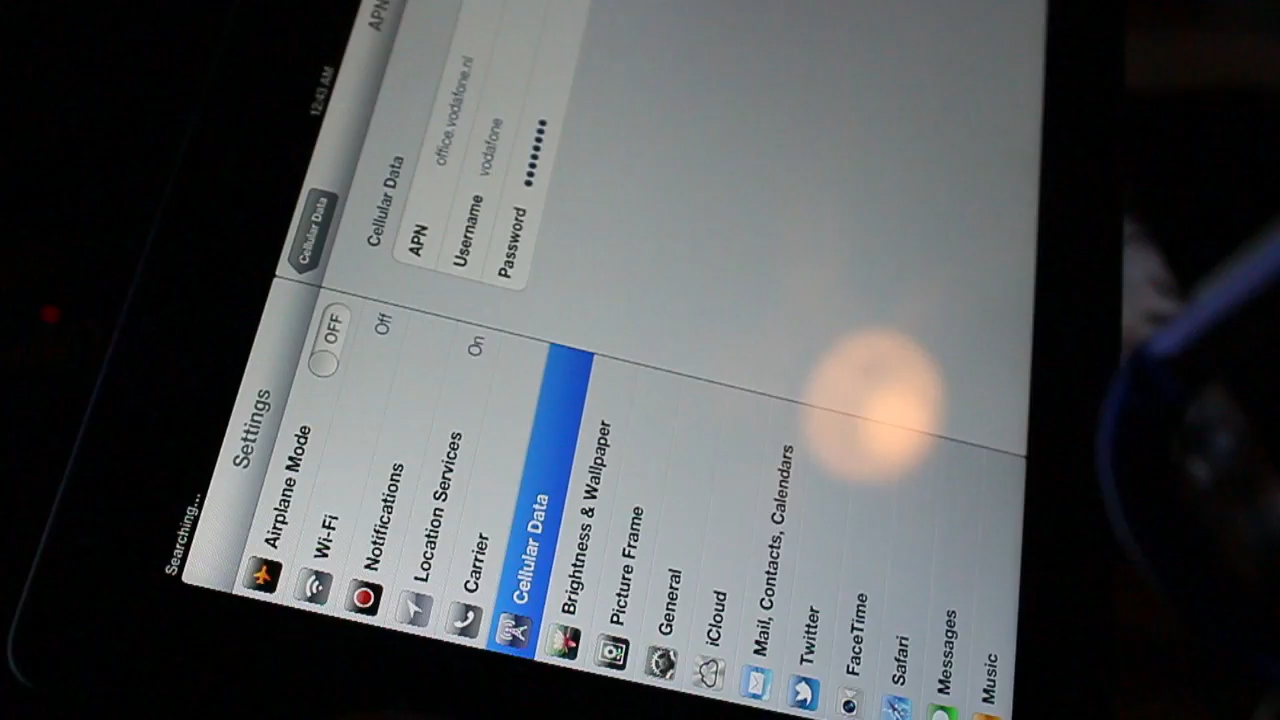 Searching...
12:43 AM
Settings
Airplane Mode OFF
Wi-Fi Off
Notifications
Location Services On
Carrier
Cellular Data
Brightness & Wallpaper
Picture Frame
General
iCloud
Mail, Contacts, Calendars
Twitter
FaceTime
Safari
Messages
Music
Cellular Data
APN
Cellular Data
APN office.vodafone.nl
Username vodafone
Password ••••••••